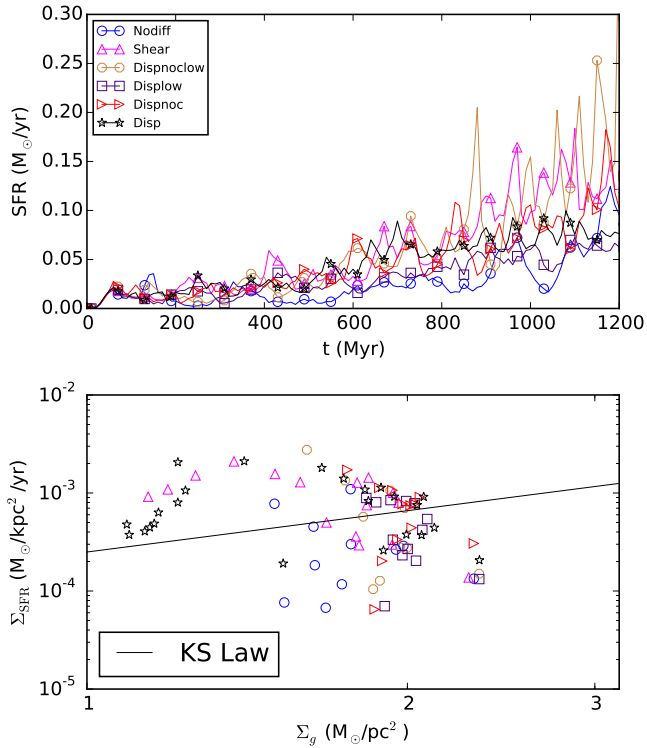 0.30
0.25
0.20
0.15
0.10
0.05
0.00
SFR (M☉/yr)
Nodiff
Shear
Dispnoclow
Displow
Dispnoc
Disp
0 200 400 600 800 1000 1200
t (Myr)
10⁻²
10⁻³
10⁻⁴
10⁻⁵
Σ_SFR (M☉/kpc² /yr)
KS Law
1 2 3
Σ_g (M☉/pc² )